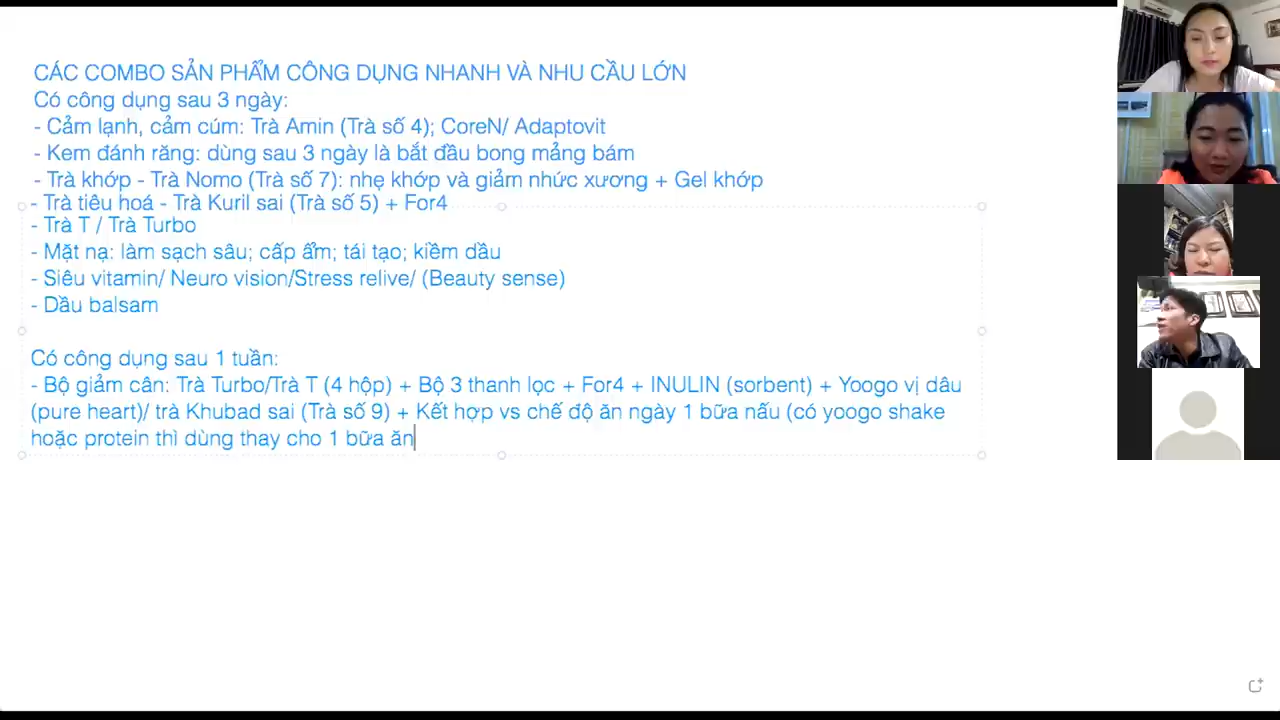 CÁC COMBO SẢN PHẨM CÔNG DỤNG NHANH VÀ NHU CẦU LỚN
Có công dụng sau 3 ngày:
- Cảm lạnh, cảm cúm: Trà Amin (Trà số 4); CoreN/ Adaptovit
- Kem đánh răng: dùng sau 3 ngày là bắt đầu bong mảng bám
- Trà khớp - Trà Nomo (Trà số 7): nhẹ khớp và giảm nhức xương + Gel khớp
- Trà tiêu hoá - Trà Kuril sai (Trà số 5) + For4
- Trà T / Trà Turbo
- Mặt nạ: làm sạch sâu; cấp ẩm; tái tạo; kiềm dầu
- Siêu vitamin/ Neuro vision/Stress relive/ (Beauty sense)
- Dầu balsam
Có công dụng sau 1 tuần:
- Bộ giảm cân: Trà Turbo/Trà T (4 hộp) + Bộ 3 thanh lọc + For4 + INULIN (sorbent) + Yoogo vị dâu
(pure heart)/ trà Khubad sai (Trà số 9) + Kết hợp vs chế độ ăn ngày 1 bữa nấu (có yoogo shake
hoặc protein thì dùng thay cho 1 bữa ăn